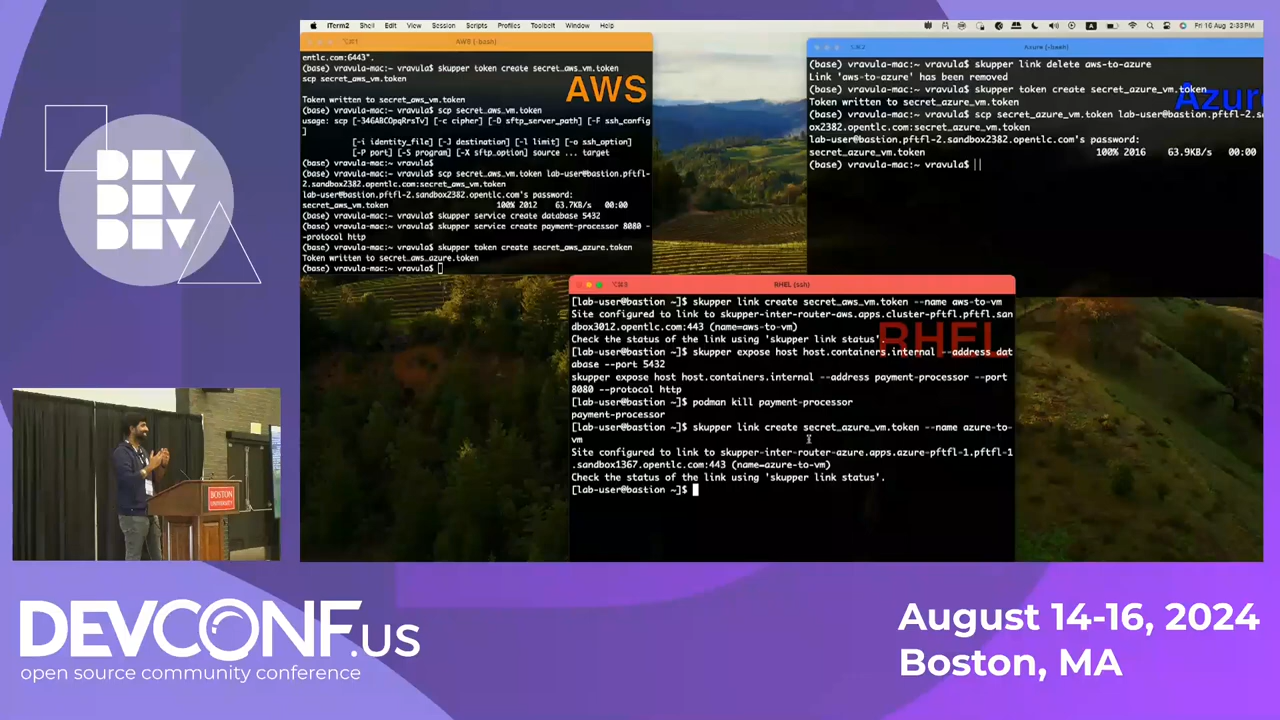 iTerm2 Shell Edit View Session Scripts Profiles Toolbelt Window Help
Fri 16 Aug 2:33 PM
AWS (-bash)
entlc.com:6443".
(base) vravula-mac:~ vravula$ skupper token create secret_aws_vm.token
scp secret_aws_vm.token
AWS
Token written to secret_aws_vm.token
(base) vravula-mac:~ vravula$ scp secret_aws_vm.token
usage: scp [-346ABCOpqRrsTv] [-c cipher] [-D sftp_server_path] [-F ssh_config
]
[-i identity_file] [-J destination] [-l limit] [-o ssh_option]
[-P port] [-S program] [-X sftp_option] source ... target
(base) vravula-mac:~ vravula$
(base) vravula-mac:~ vravula$ scp secret_aws_vm.token lab-user@bastion.pftfl-
2.sandbox2382.opentlc.com:secret_aws_vm.token
lab-user@bastion.pftfl-2.sandbox2382.opentlc.com's password:
secret_aws_vm.token 100% 2012 63.7KB/s 00:00
(base) vravula-mac:~ vravula$ skupper service create database 5432
(base) vravula-mac:~ vravula$ skupper service create payment-processor 8080 -
-protocol http
(base) vravula-mac:~ vravula$ skupper token create secret_aws_azure.token
Token written to secret_aws_azure.token
(base) vravula-mac:~ vravula$
Azure (-bash)
(base) vravula-mac:~ vravula$ skupper link delete aws-to-azure
Link 'aws-to-azure' has been removed
(base) vravula-mac:~ vravula$ skupper token create secret_azure_vm.token
Azur
Token written to secret_azure_vm.token
(base) vravula-mac:~ vravula$ scp secret_azure_vm.token lab-user@bastion.pftfl-2.s
box2382.opentlc.com:secret_azure_vm.token
lab-user@bastion.pftfl-2.sandbox2382.opentlc.com's password:
secret_azure_vm.token 100% 2016 63.9KB/s 00:00
(base) vravula-mac:~ vravula$
RHEL (ssh)
[lab-user@bastion ~]$ skupper link create secret_aws_vm.token --name aws-to-vm
Site configured to link to skupper-inter-router-aws.apps.cluster-pftfl.pftfl.san
dbox3012.opentlc.com:443 (name=aws-to-vm)
RHEL
Check the status of the link using 'skupper link status'.
[lab-user@bastion ~]$ skupper expose host host.containers.internal --address dat
abase --port 5432
skupper expose host host.containers.internal --address payment-processor --port
8080 --protocol http
[lab-user@bastion ~]$ podman kill payment-processor
payment-processor
[lab-user@bastion ~]$ skupper link create secret_azure_vm.token --name azure-to-
vm
Site configured to link to skupper-inter-router-azure.apps.azure-pftfl-1.pftfl-1
.sandbox1367.opentlc.com:443 (name=azure-to-vm)
Check the status of the link using 'skupper link status'.
[lab-user@bastion ~]$
DEV
DEV
DEV
BOSTON
UNIVERSITY
DEVCONF.us
open source community conference
August 14-16, 2024
Boston, MA